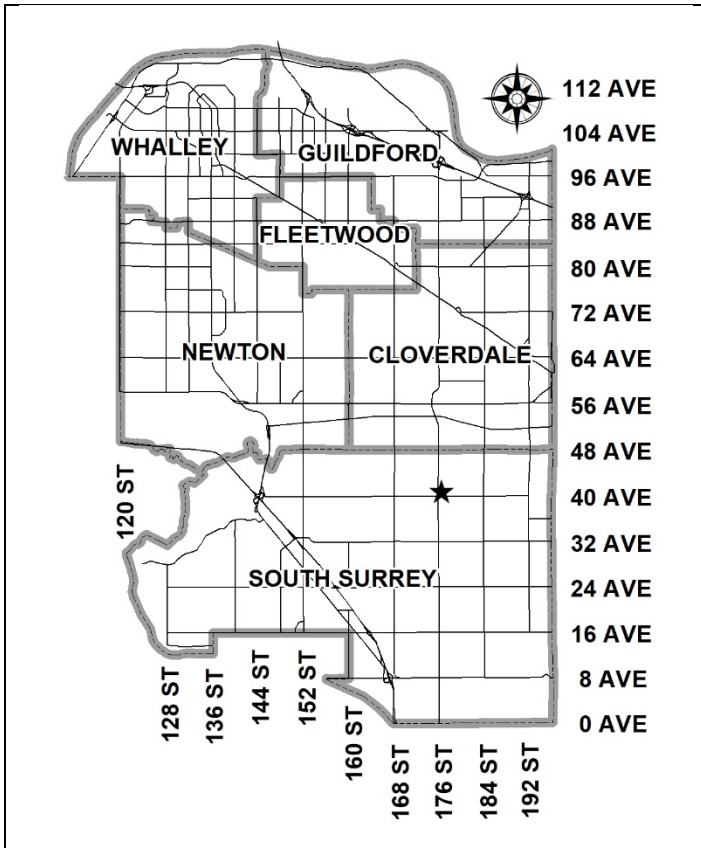 112 AVE
104 AVE
WHALLEY
GUILDFORD
96 AVE
88 AVE
FLEETWOOD
80 AVE
72 AVE
NEWTON
CLOVERDALE
64 AVE
56 AVE
48 AVE
120 ST
40 AVE
32 AVE
SOUTH SURREY
24 AVE
16 AVE
8 AVE
0 AVE
128 ST
136 ST
144 ST
152 ST
160 ST
168 ST
176 ST
184 ST
192 ST